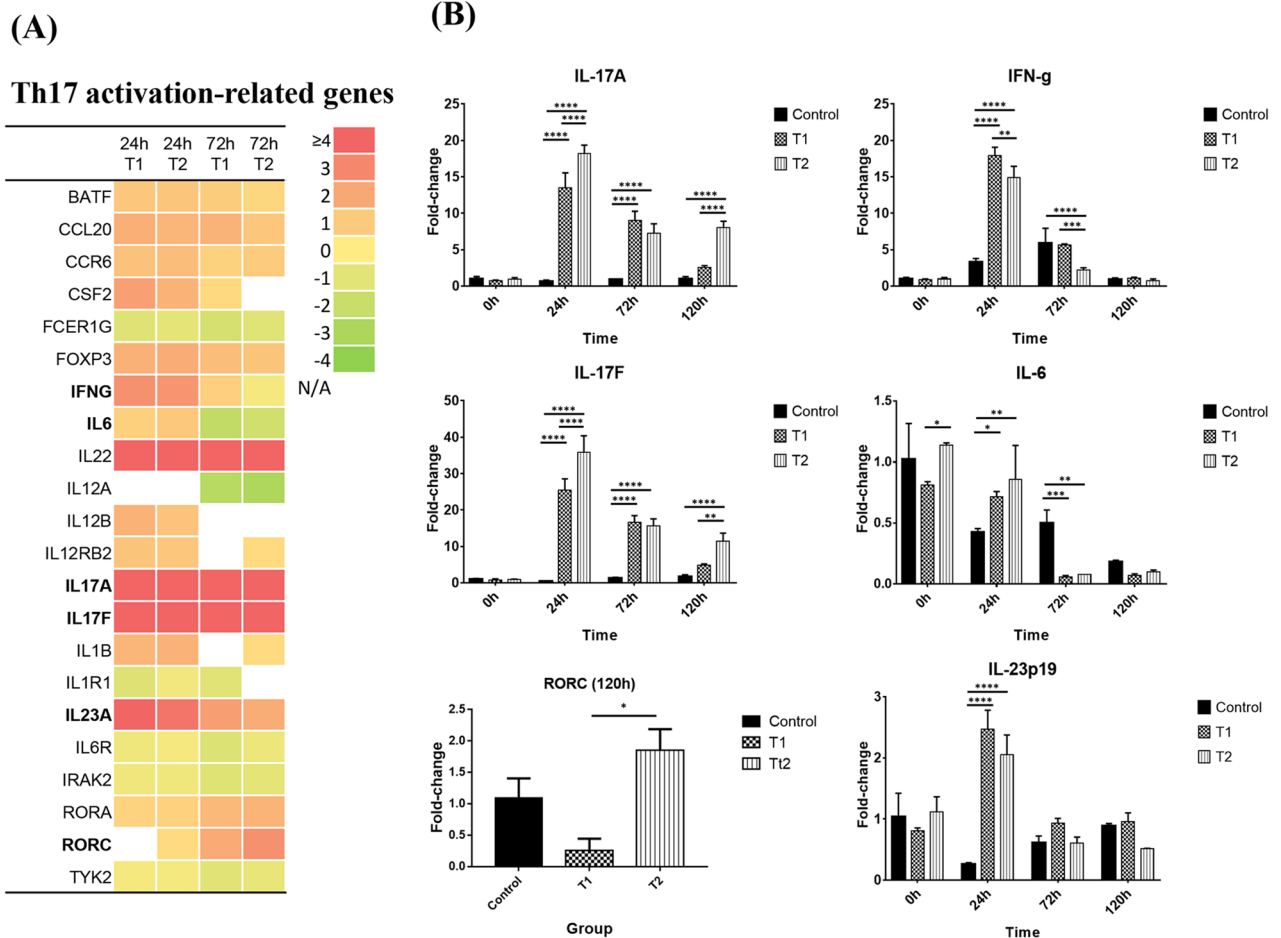 (A)
Th17 activation-related genes
24h 24h 72h 72h
T1 T2 T1 T2
BATF
CCL20
CCR6
CSF2
FCER1G
FOXP3
IFNG
IL6
IL22
IL12A
IL12B
IL12RB2
IL17A
IL17F
IL1B
IL1R1
IL23A
IL6R
IRAK2
RORA
RORC
TYK2
≥4
3
2
1
0
-1
-2
-3
-4
N/A
(B)
IL-17A
Fold-change
25
20
15
10
5
0
**** **** ****
**** ****
**** ****
0h 24h 72h 120h
Time
Control
T1
T2
IFN-g
Fold-change
25
20
15
10
5
0
**** **** **
**** ***
0h 24h 72h 120h
Time
Control
T1
T2
IL-17F
Fold-change
50
40
30
20
10
0
**** **** ****
**** ****
**** **
0h 24h 72h 120h
Time
Control
T1
T2
IL-6
Fold-change
1.5
1.0
0.5
0.0
*
** *
** ***
0h 24h 72h 120h
Time
Control
T1
T2
RORC (120h)
Fold-change
2.5
2.0
1.5
1.0
0.5
0.0
*
Control T1 T2
Group
Control
T1
Tt2
IL-23p19
Fold-change
3
2
1
0
**** ****
0h 24h 72h 120h
Time
Control
T1
T2